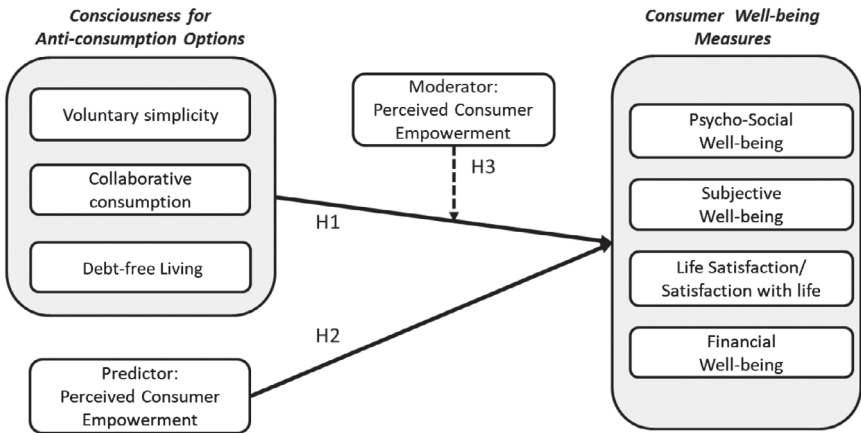 Consciousness for
Anti-consumption Options
Voluntary simplicity
Collaborative
consumption
Debt-free Living
Predictor:
Perceived Consumer
Empowerment
Moderator:
Perceived Consumer
Empowerment
H3
H1
H2
Consumer Well-being
Measures
Psycho-Social
Well-being
Subjective
Well-being
Life Satisfaction/
Satisfaction with life
Financial
Well-being